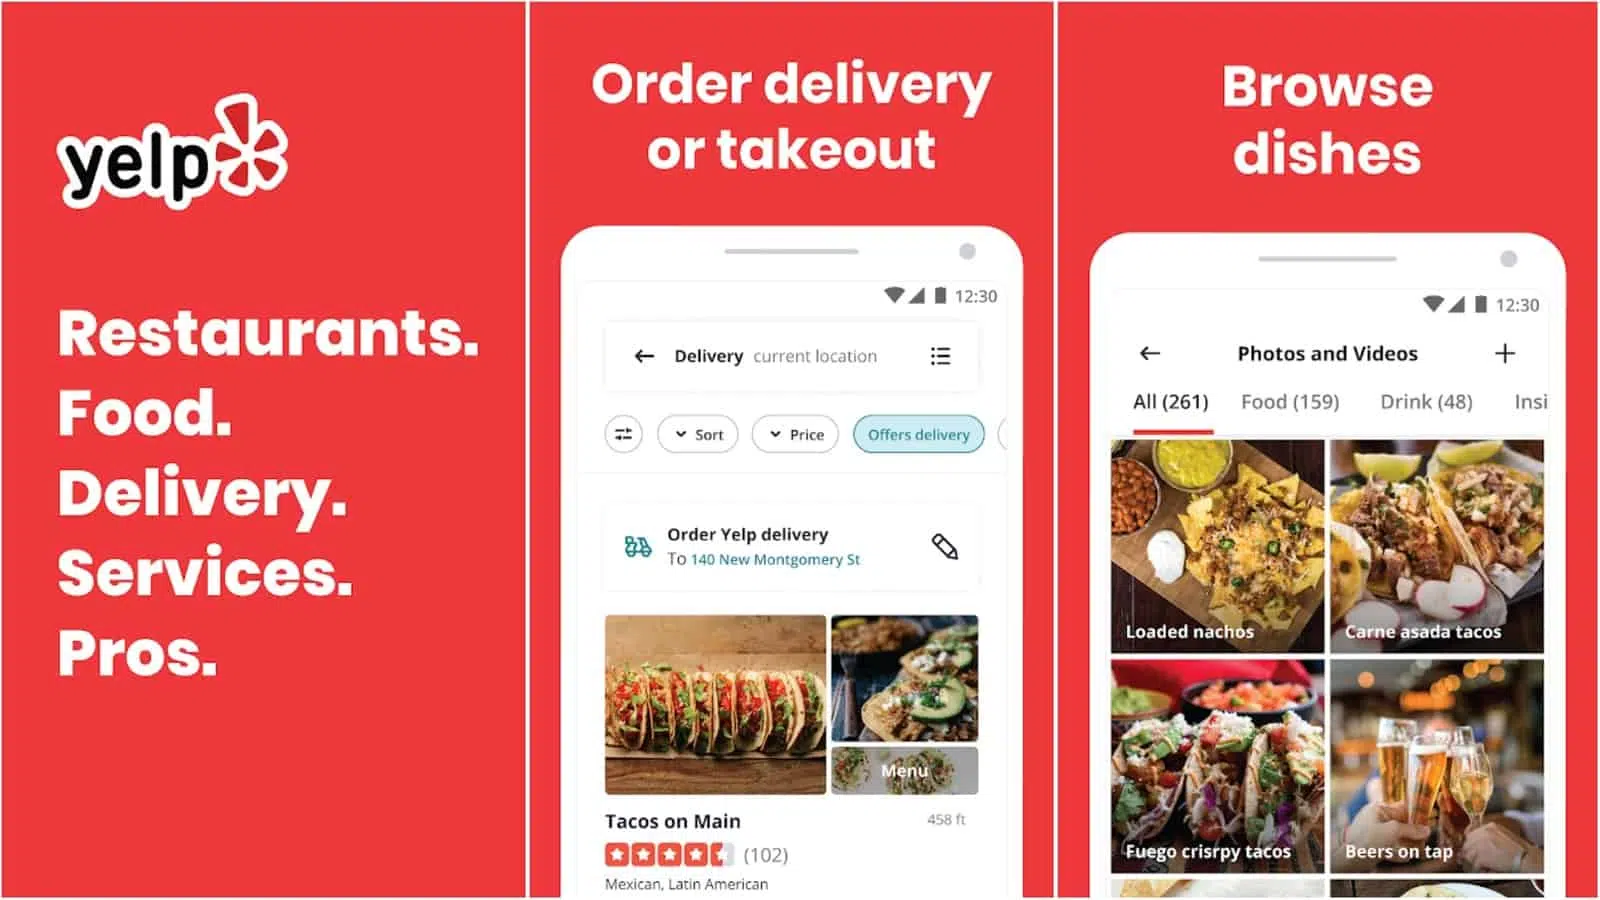 yelp
Restaurants.
Food.
Delivery.
Services.
Pros.
Order delivery
or takeout
12:30
Delivery current location
Sort
Price
Offers delivery
Order Yelp delivery
To 140 New Montgomery St
Menu
Tacos on Main
458 ft
(102)
Mexican, Latin American
Browse
dishes
12:30
Photos and Videos
All (261) Food (159) Drink (48) Insi
Loaded nachos
Carne asada tacos
Fuego crisrpy tacos
Beers on tap